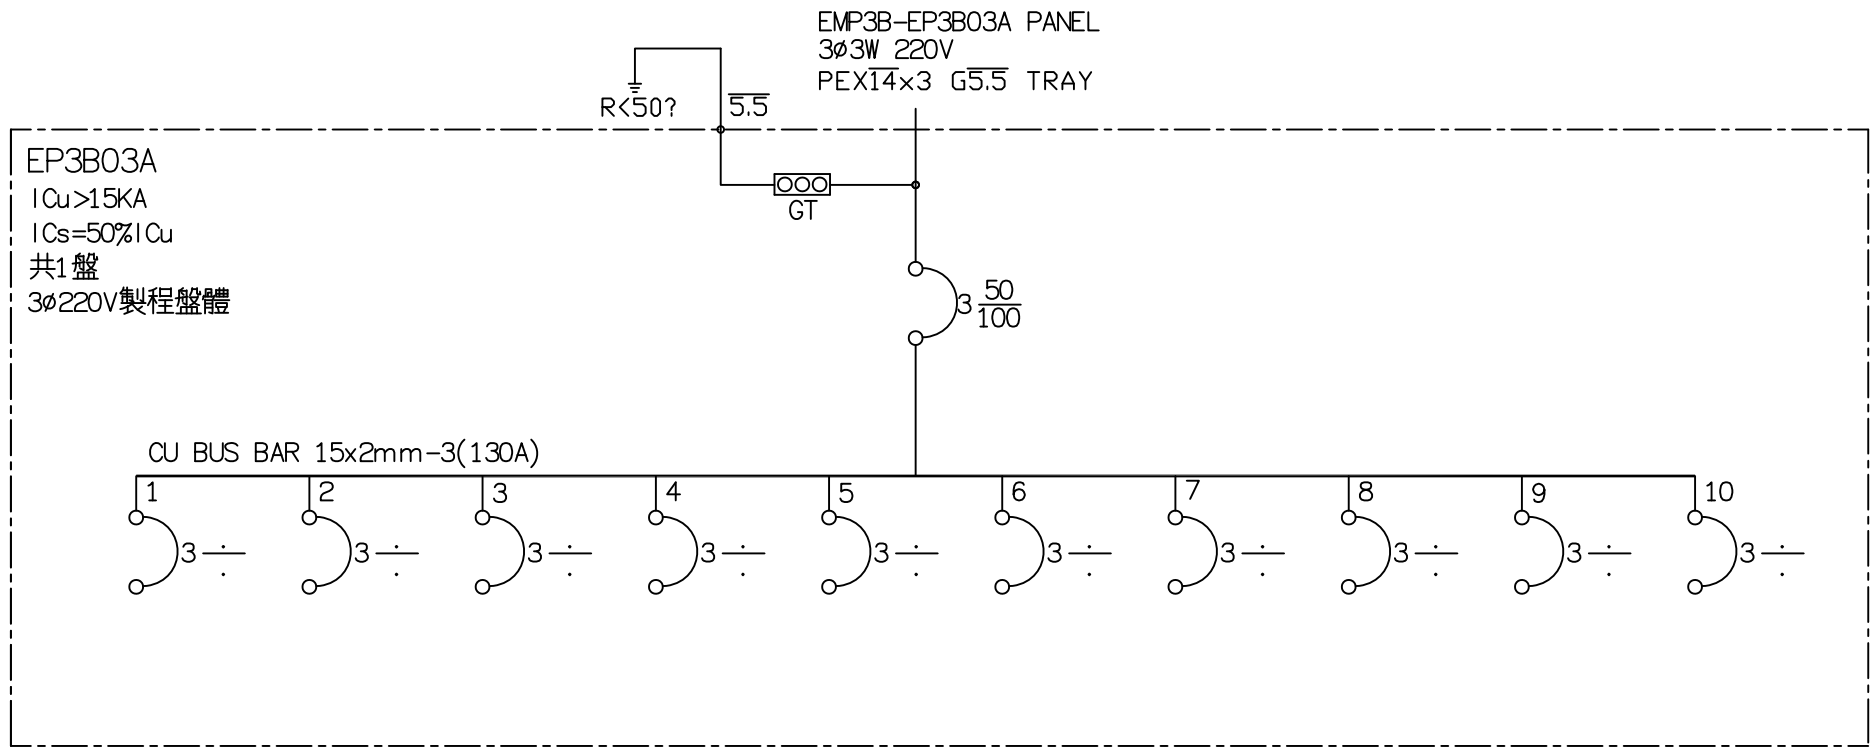 EMP3B-EP3B03A PANEL
3ø3W 220V
PEX14x3 G5.5 TRAY
R<50?
5.5
EP3B03A
ICu>15KA
ICs=50%ICu
共1盤
3ø220V製程盤體
GT
3 50
100
CU BUS BAR 15x2mm-3(130A)
1 2 3 4 5 6 7 8 9 10
3 3 3 3 3 3 3 3 3 3